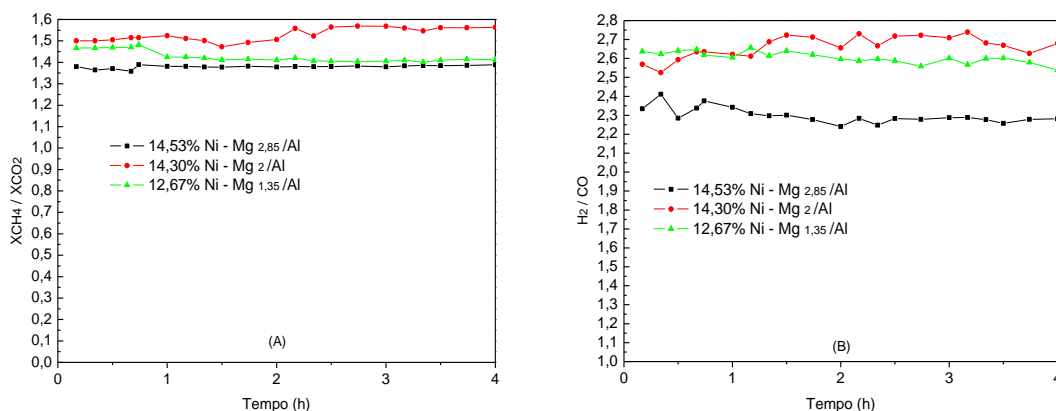 1,6
1,5
1,4
1,3
1,2
1,1
1,0
0,9
0,8
0,7
0,6
0,5
0,4
0,3
0,2
0,1
0,0
XCH4 / XCO2
14,53% Ni - Mg 2,85 /Al
14,30% Ni - Mg 2 /Al
12,67% Ni - Mg 1,35 /Al
(A)
0 1 2 3 4
Tempo (h)
2,8
2,7
2,6
2,5
2,4
2,3
2,2
2,1
2,0
1,9
1,8
1,7
1,6
1,5
1,4
1,3
1,2
1,1
1,0
H2 / CO
14,53% Ni - Mg 2,85 /Al
14,30% Ni - Mg 2 /Al
12,67% Ni - Mg 1,35 /Al
(B)
0 1 2 3 4
Tempo (h)